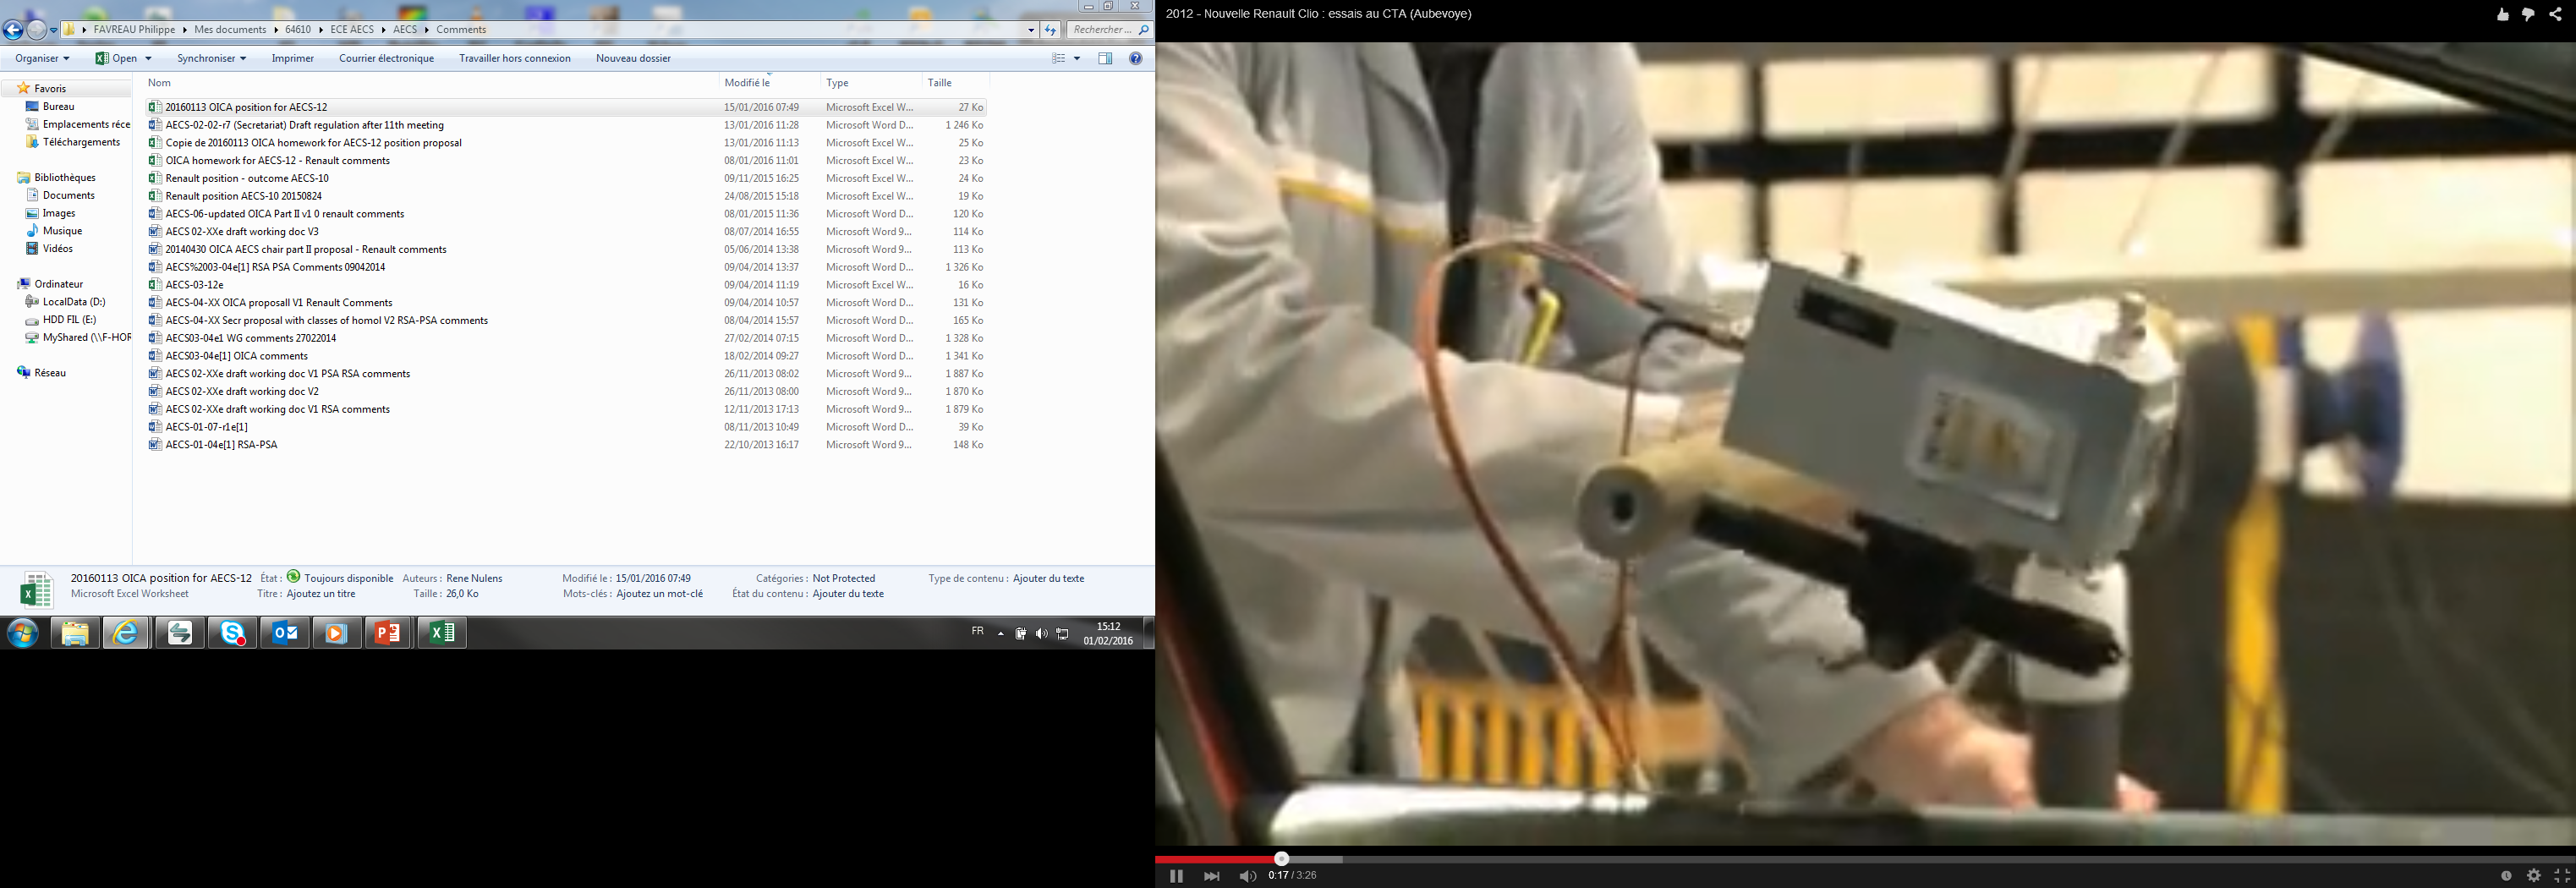 FAVREAU Philippe ▸ Mes documents ▸ 64610 ▸ ECE AECS ▸ AECS ▸ Comments
Rechercher ...
Organiser Open Synchroniser Imprimer Courrier électronique Travailler hors connexion Nouveau dossier
Favoris
Bureau
Emplacements réce
Téléchargements
Bibliothèques
Documents
Images
Musique
Vidéos
Ordinateur
LocalData (D:)
HDD FIL (E:)
MyShared (\\F-HOR
Réseau
Nom Modifié le Type Taille
20160113 OICA position for AECS-12 15/01/2016 07:49 Microsoft Excel W... 27 Ko
AECS-02-02-r7 (Secretariat) Draft regulation after 11th meeting 13/01/2016 11:28 Microsoft Word D... 1 246 Ko
Copie de 20160113 OICA homework for AECS-12 position proposal 13/01/2016 11:13 Microsoft Excel W... 25 Ko
OICA homework for AECS-12 - Renault comments 08/01/2016 11:01 Microsoft Excel W... 23 Ko
Renault position - outcome AECS-10 09/11/2015 16:25 Microsoft Excel W... 24 Ko
Renault position AECS-10 20150824 24/08/2015 15:18 Microsoft Excel W... 19 Ko
AECS-06-updated OICA Part II v1 0 renault comments 08/01/2015 11:36 Microsoft Word D... 120 Ko
AECS 02-XXe draft working doc V3 08/07/2014 16:55 Microsoft Word 9... 114 Ko
20140430 OICA AECS chair part II proposal - Renault comments 05/06/2014 13:38 Microsoft Word D... 113 Ko
AECS%2003-04e[1] RSA PSA Comments 09042014 09/04/2014 13:37 Microsoft Word D... 1 326 Ko
AECS-03-12e 09/04/2014 11:19 Microsoft Excel W... 16 Ko
AECS-04-XX OICA proposall V1 Renault Comments 09/04/2014 10:57 Microsoft Word D... 131 Ko
AECS-04-XX Secr proposal with classes of homol V2 RSA-PSA comments 08/04/2014 15:57 Microsoft Word D... 165 Ko
AECS03-04e1 WG comments 27022014 27/02/2014 07:15 Microsoft Word D... 1 328 Ko
AECS03-04e[1] OICA comments 18/02/2014 09:27 Microsoft Word D... 1 341 Ko
AECS 02-XXe draft working doc V1 PSA RSA comments 26/11/2013 08:02 Microsoft Word 9... 1 887 Ko
AECS 02-XXe draft working doc V2 26/11/2013 08:00 Microsoft Word 9... 1 870 Ko
AECS 02-XXe draft working doc V1 RSA comments 12/11/2013 17:13 Microsoft Word 9... 1 879 Ko
AECS-01-07-r1e[1] 08/11/2013 10:49 Microsoft Word D... 39 Ko
AECS-01-04e[1] RSA-PSA 22/10/2013 16:17 Microsoft Word 9... 148 Ko
20160113 OICA position for AECS-12 État : Toujours disponible Auteurs : Rene Nulens Modifié le : 15/01/2016 07:49 Catégories : Not Protected Type de contenu : Ajouter du texte
Microsoft Excel Worksheet Titre : Ajoutez un titre Taille : 26,0 Ko Mots-clés : Ajoutez un mot-clé État du contenu : Ajouter du texte
FR
15:12
01/02/2016
2012 - Nouvelle Renault Clio : essais au CTA (Aubevoye)
0:17 / 3:26